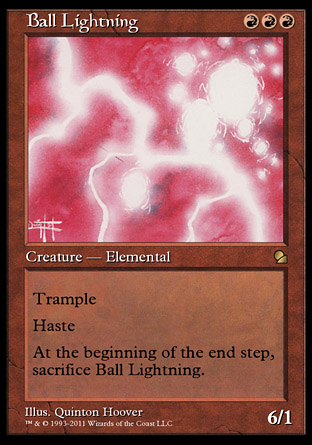 Ball Lightning
Creature — Elemental
Trample
Haste
At the beginning of the end step,
sacrifice Ball Lightning.
Illus. Quinton Hoover
6/1
™ & © 1993-2011 Wizards of the Coast LLC